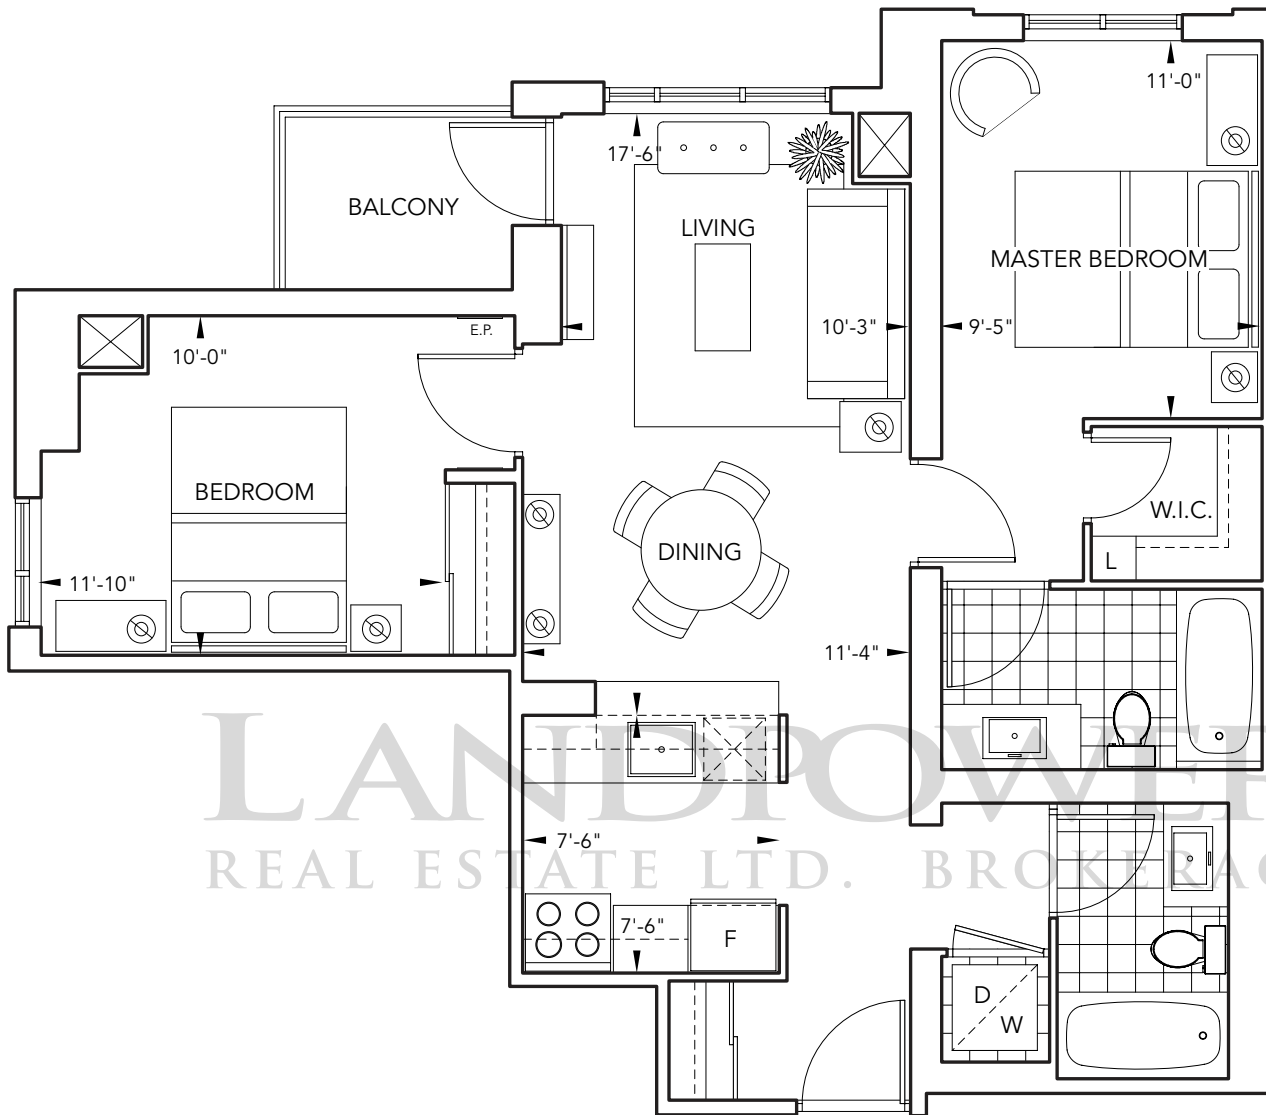 11'-0"
17'-6"
BALCONY
LIVING
MASTER BEDROOM
10'-0"
E.P.
10'-3"
9'-5"
BEDROOM
W.I.C.
DINING
L
11'-10"
11'-4"
LANDPOWER
REAL ESTATE LTD. BROKERAG
7'-6"
7'-6"
F
D
W